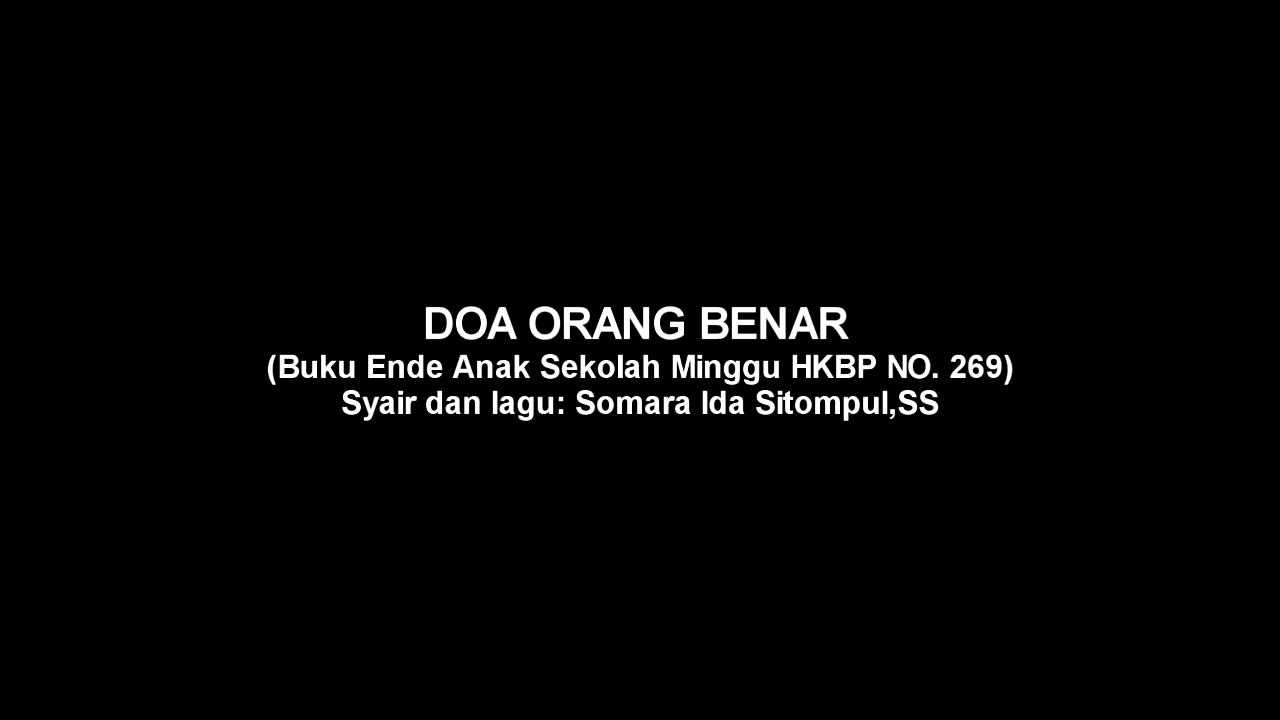 DOA ORANG BENAR
(Buku Ende Anak Sekolah Minggu HKBP NO. 269)
Syair dan lagu: Somara Ida Sitompul,SS